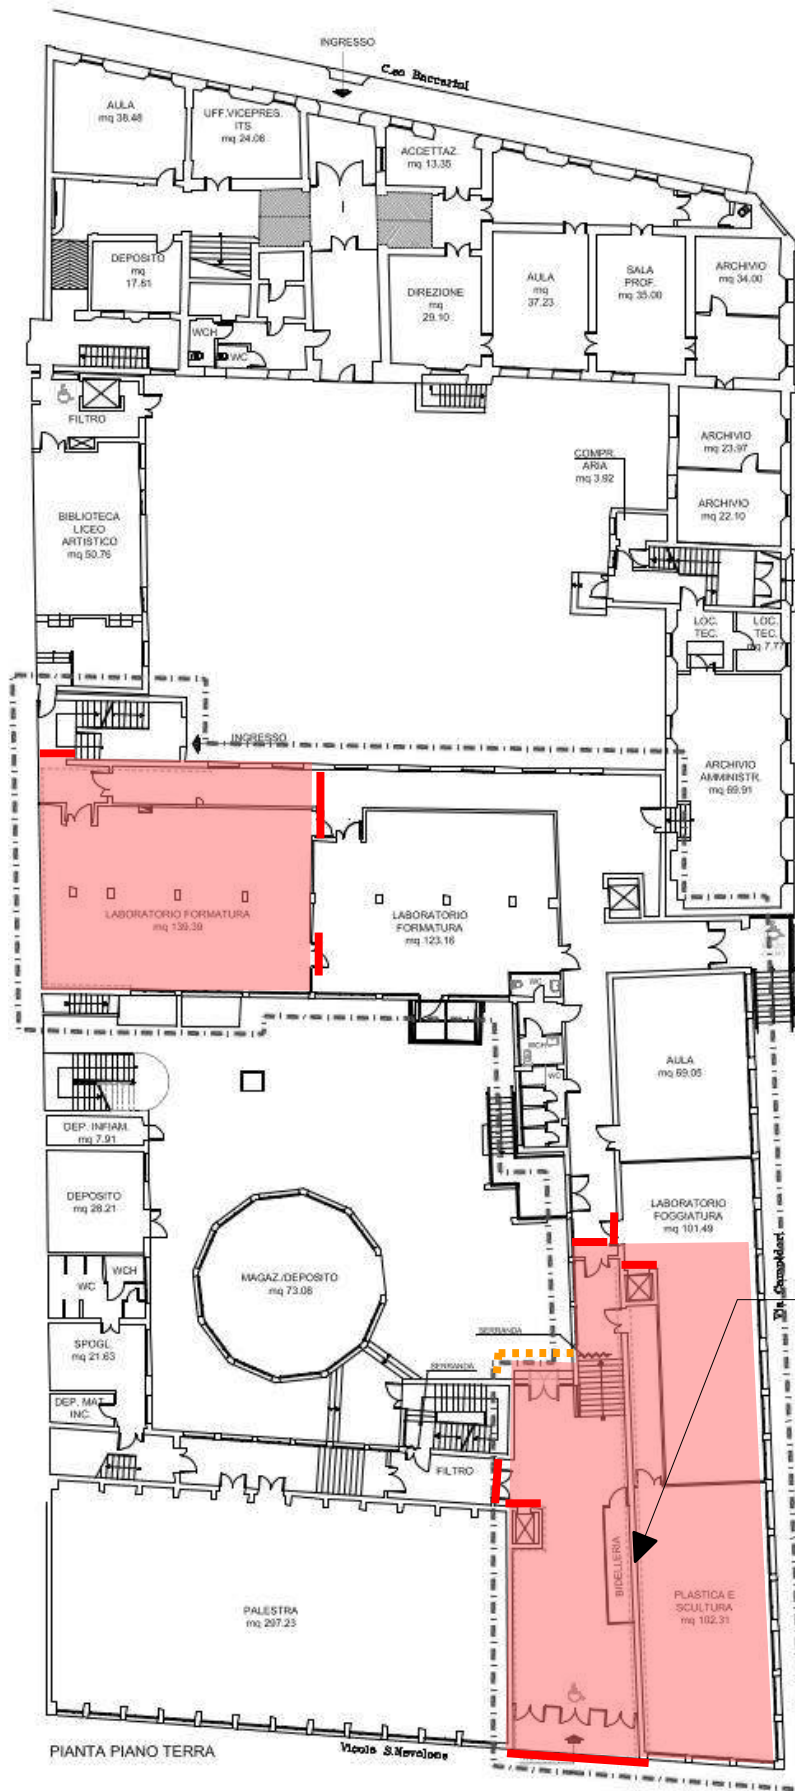 INGRESSO
C.so Baccarini
AULA
mq 38.48
UFF.VICEPRES.
ITS
mq 24.08
ACCETTAZ.
mq 13.35
DEPOSITO
mq
17.61
DIREZIONE
mq
29.10
AULA
mq
37.23
SALA
PROF.
mq 35.00
ARCHIVIO
mq 34.00
WCH
WC
FILTRO
ARCHIVIO
mq 23.97
COMPR.
ARIA
mq 3.92
ARCHIVIO
mq 22.10
BIBLIOTECA
LICEO
ARTISTICO
mq 50.76
LOC.
TEC.
LOC.
TEC.
mq 7.77
INGRESSO
ARCHIVIO
AMMINISTR.
mq 69.91
LABORATORIO FORMATURA
mq 139.39
LABORATORIO
FORMATURA
mq 123.16
WC
WCH
WC
AULA
mq 69.05
DEP. INFIAM.
mq 7.91
DEPOSITO
mq 28.21
LABORATORIO
FOGGIATURA
mq 101.49
Via Campidori
WCH
WC
MAGAZ./DEPOSITO
mq 73.08
SERRANDA
SPOGL.
mq 21.63
SERRANDA
DEP. MAT.
INC.
FILTRO
BIDELLERIA
PLASTICA E
SCULTURA
mq 102.31
PALESTRA
mq 297.23
PIANTA PIANO TERRA
Vicolo S.Nevolone